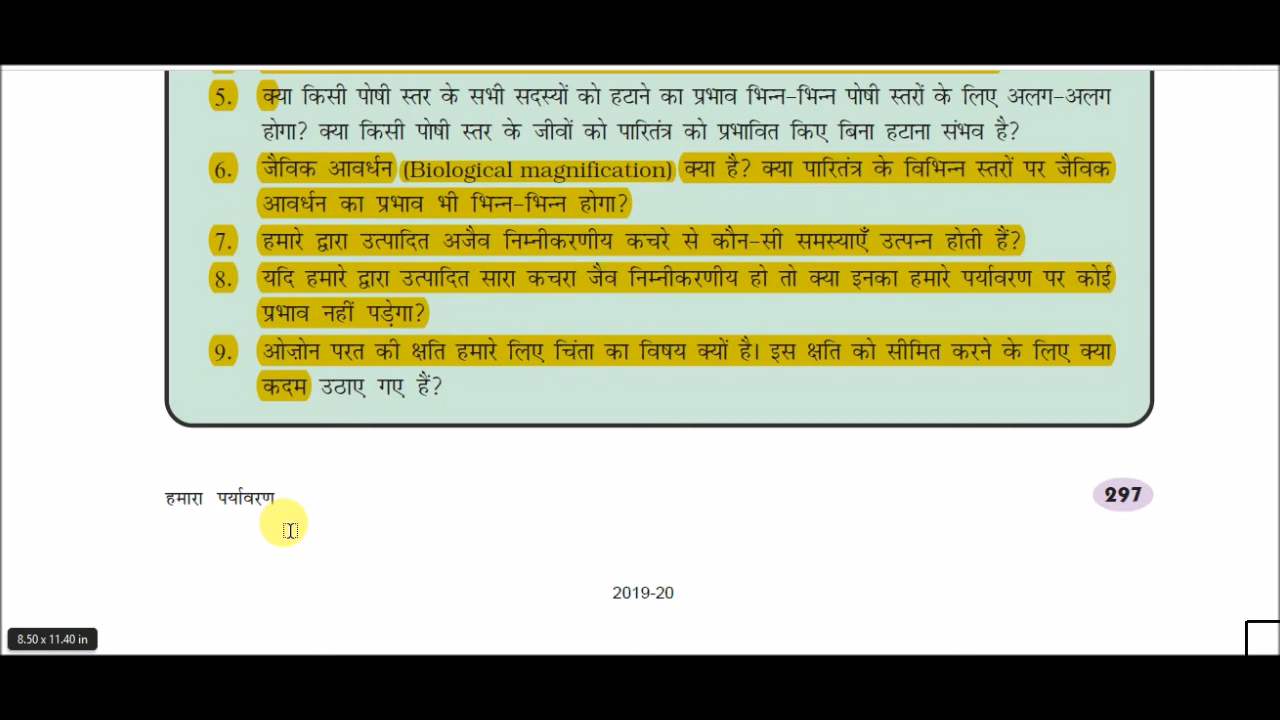 5. क्या किसी पोषी स्तर के सभी सदस्यों को हटाने का प्रभाव भिन्न-भिन्न पोषी स्तरों के लिए अलग-अलग
होगा? क्या किसी पोषी स्तर के जीवों को पारितंत्र को प्रभावित किए बिना हटाना संभव है?
6. जैविक आवर्धन (Biological magnification) क्या है? क्या पारितंत्र के विभिन्न स्तरों पर जैविक
आवर्धन का प्रभाव भी भिन्न-भिन्न होगा?
7. हमारे द्वारा उत्पादित अजैव निम्नीकरणीय कचरे से कौन-सी समस्याएँ उत्पन्न होती हैं?
8. यदि हमारे द्वारा उत्पादित सारा कचरा जैव निम्नीकरणीय हो तो क्या इनका हमारे पर्यावरण पर कोई
प्रभाव नहीं पड़ेगा?
9. ओज़ोन परत की क्षति हमारे लिए चिंता का विषय क्यों है। इस क्षति को सीमित करने के लिए क्या
कदम उठाए गए हैं?
हमारा पर्यावरण
297
2019-20
8.50 x 11.40 in